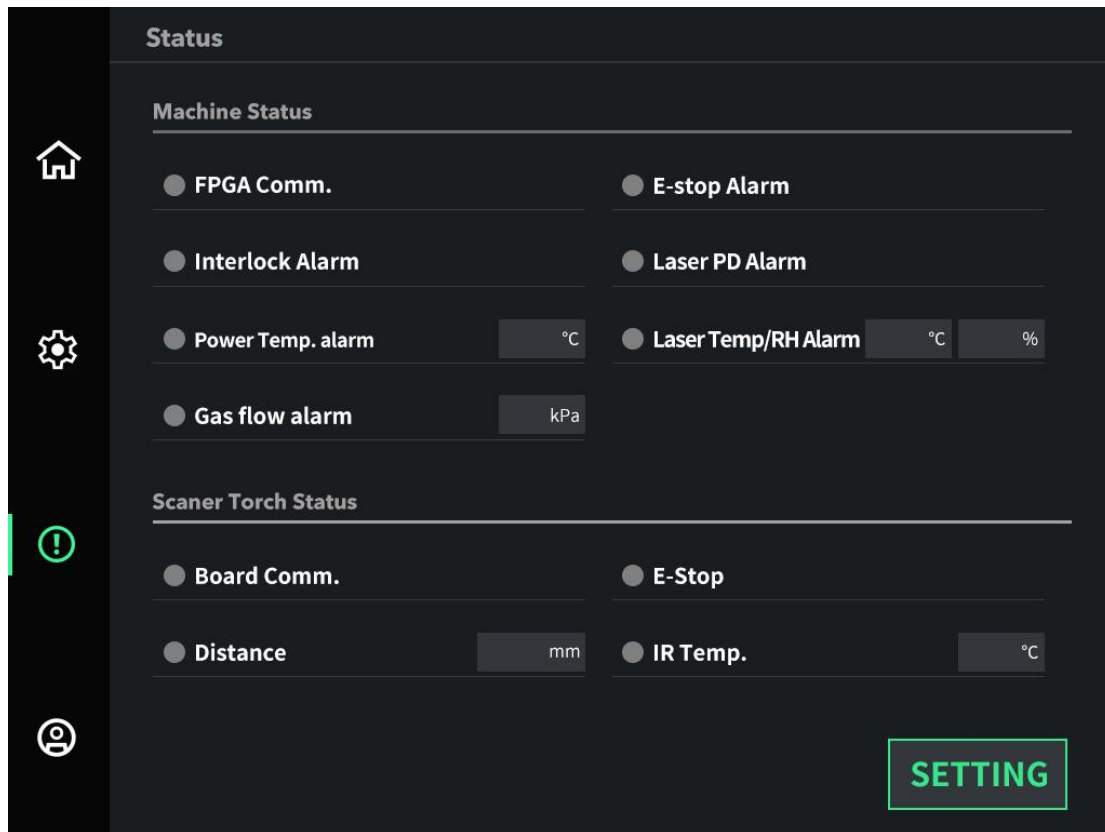 Status
Machine Status
FPGA Comm.
E-stop Alarm
Interlock Alarm
Laser PD Alarm
Power Temp. alarm °C
Laser Temp/RH Alarm °C %
Gas flow alarm kPa
Scaner Torch Status
Board Comm.
E-Stop
Distance mm
IR Temp. °C
SETTING